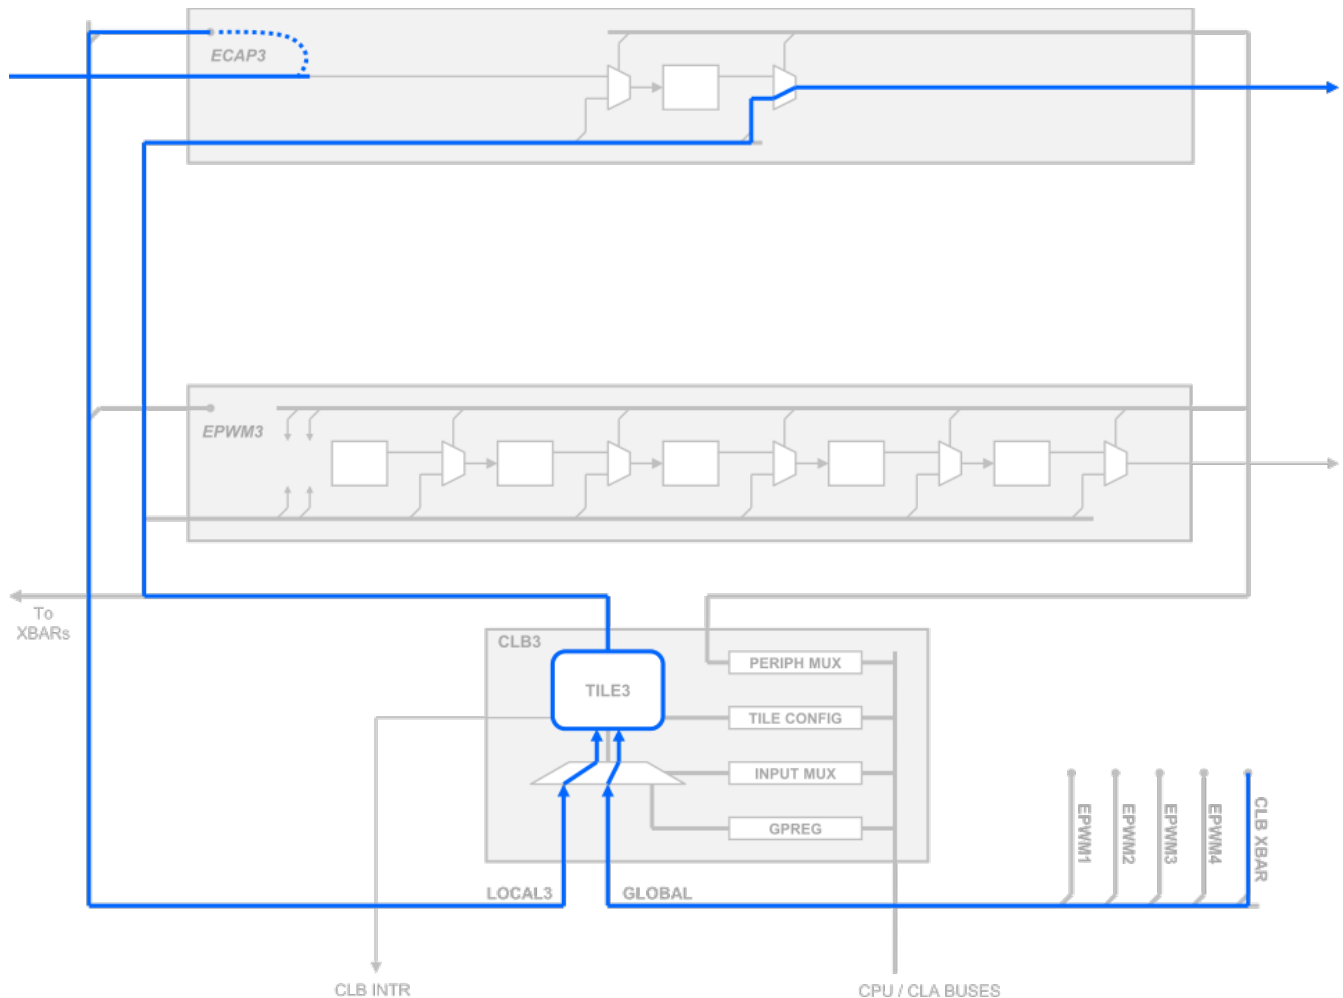 ECAP3
EPWM3
To
XBARs
CLB3
PERIPH MUX
TILE3
TILE CONFIG
INPUT MUX
GPREG
EPWM1
EPWM2
EPWM3
EPWM4
CLB XBAR
LOCAL3
GLOBAL
CLB INTR
CPU / CLA BUSES